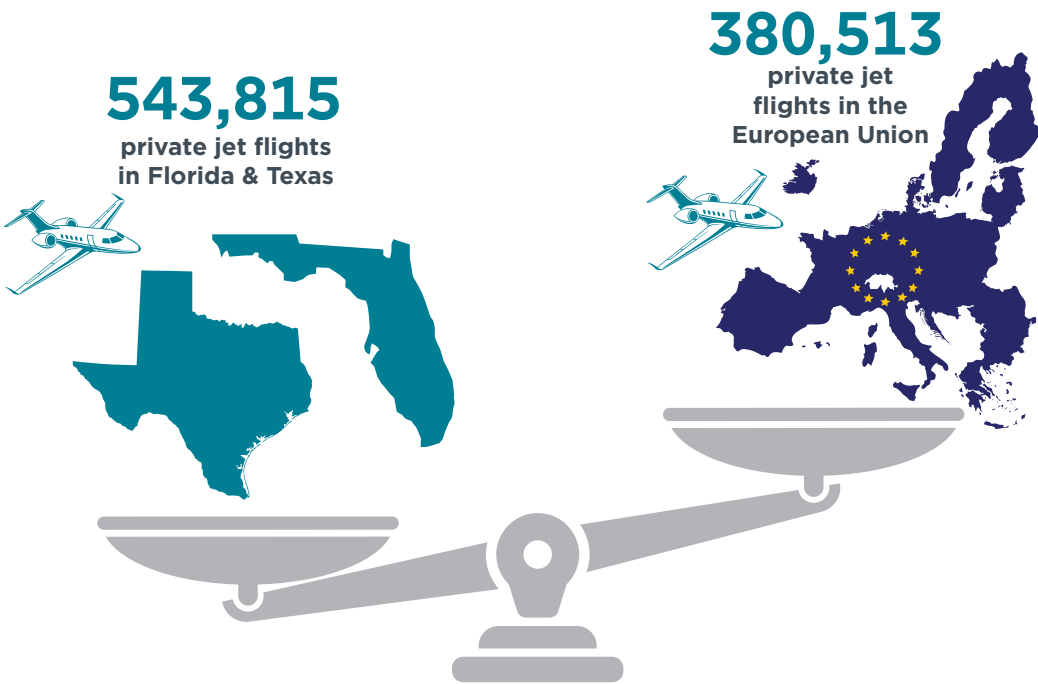 543,815
private jet flights
in Florida & Texas
380,513
private jet
flights in the
European Union